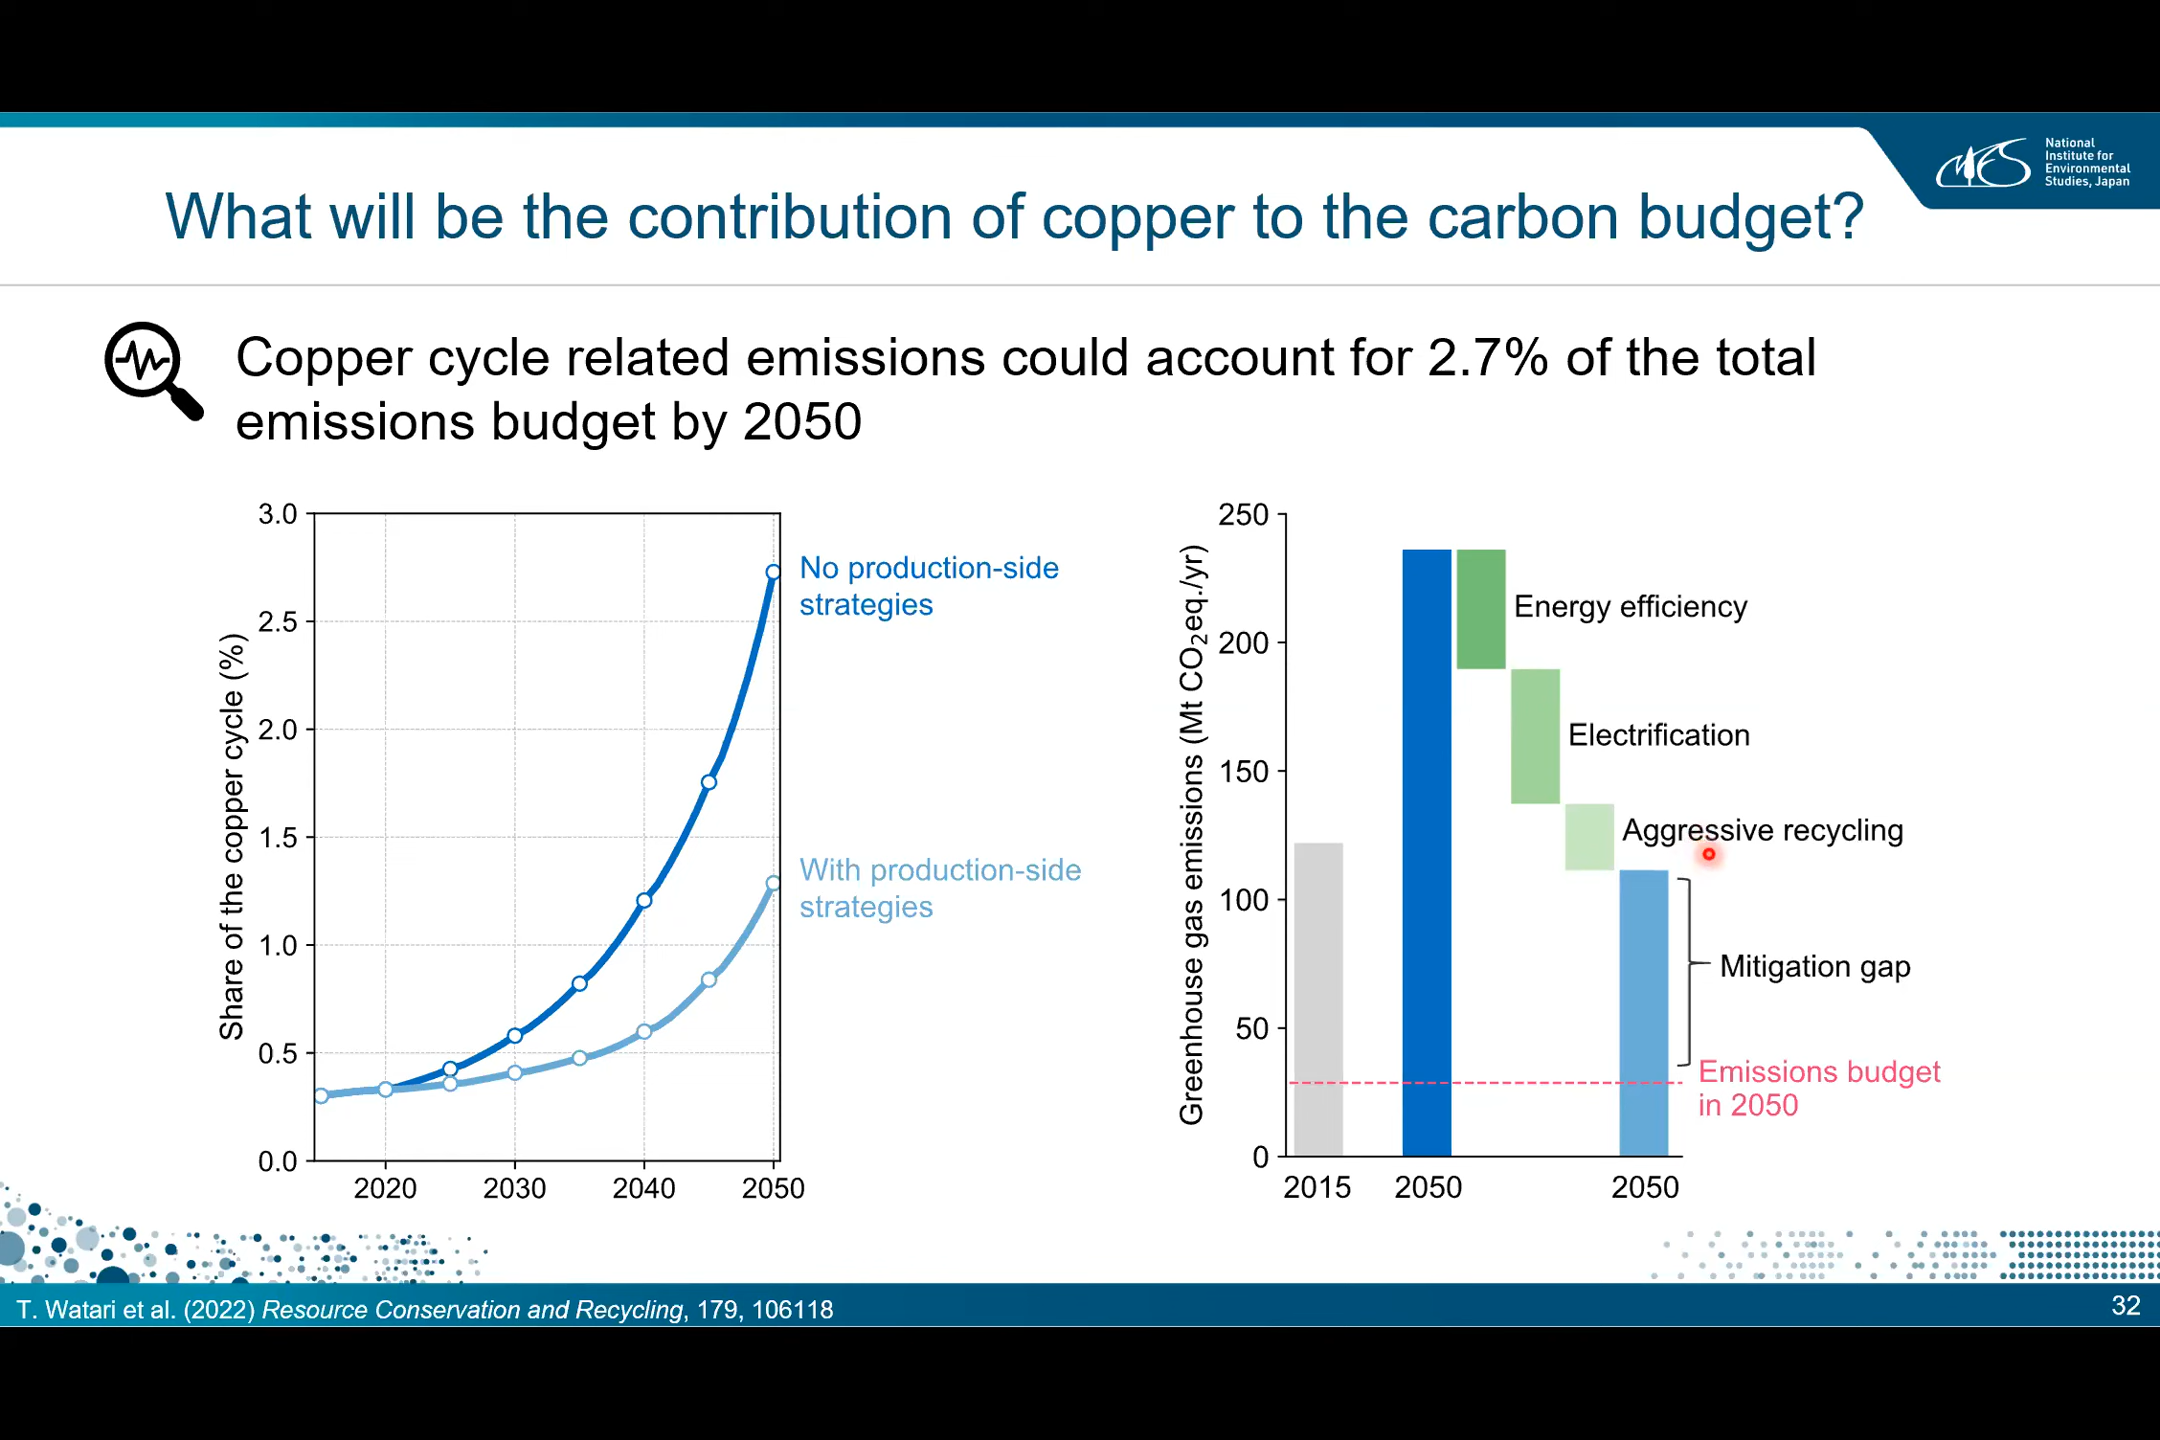 National
Institute for
Environmental
Studies, Japan
What will be the contribution of copper to the carbon budget?
Copper cycle related emissions could account for 2.7% of the total
emissions budget by 2050
Share of the copper cycle (%)
3.0
2.5
2.0
1.5
1.0
0.5
0.0
2020
2030
2040
2050
No production-side
strategies
With production-side
strategies
Greenhouse gas emissions (Mt CO₂eq./yr)
250
200
150
100
50
0
2015
2050
2050
Energy efficiency
Electrification
Aggressive recycling
Mitigation gap
Emissions budget
in 2050
T. Watari et al. (2022) Resource Conservation and Recycling, 179, 106118
32